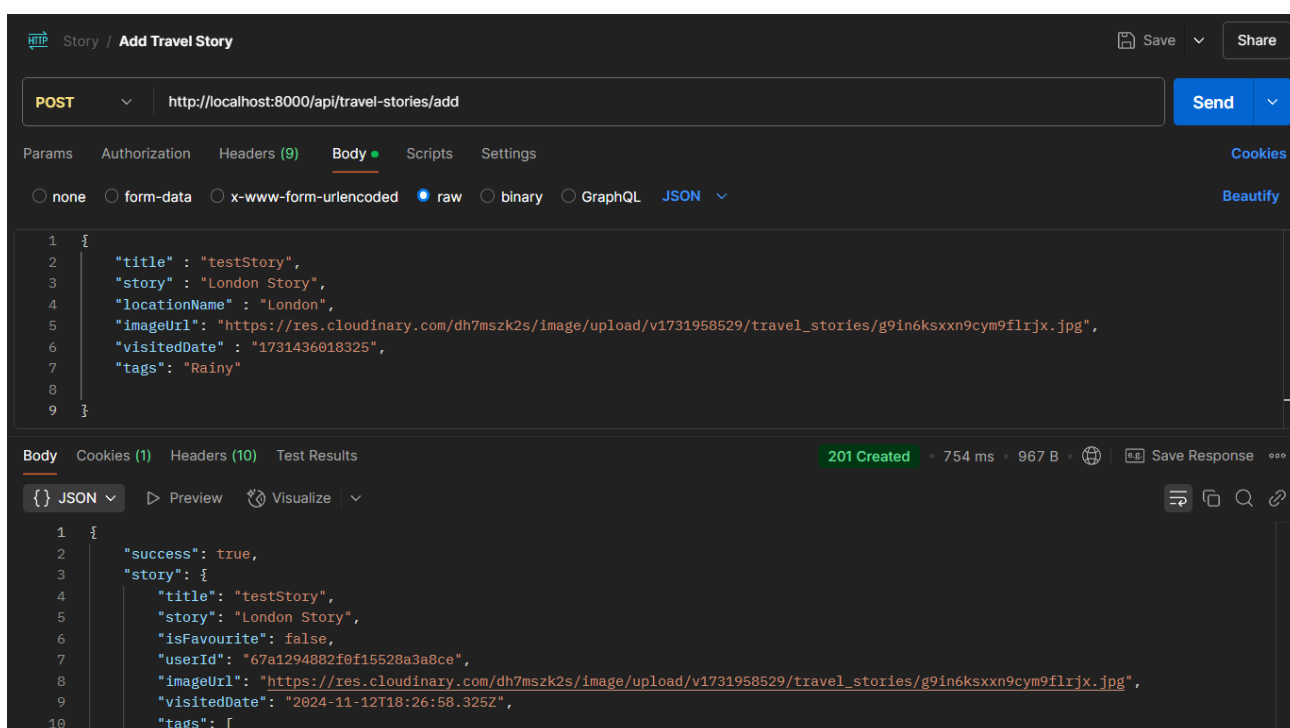 HTTP Story / Add Travel Story Save Share
POST http://localhost:8000/api/travel-stories/add Send
Params Authorization Headers (9) Body Scripts Settings Cookies
none form-data x-www-form-urlencoded raw binary GraphQL JSON Beautify
1 {
2 "title" : "testStory",
3 "story" : "London Story",
4 "locationName" : "London",
5 "imageUrl": "https://res.cloudinary.com/dh7mszk2s/image/upload/v1731958529/travel_stories/g9in6ksxxn9cym9flrjx.jpg",
6 "visitedDate" : "1731436018325",
7 "tags": "Rainy"
8
9 }
Body Cookies (1) Headers (10) Test Results 201 Created 754 ms 967 B e.g. Save Response
{} JSON Preview Visualize
1 {
2 "success": true,
3 "story": {
4 "title": "testStory",
5 "story": "London Story",
6 "isFavourite": false,
7 "userId": "67a1294882f0f15528a3a8ce",
8 "imageUrl": "https://res.cloudinary.com/dh7mszk2s/image/upload/v1731958529/travel_stories/g9in6ksxxn9cym9flrjx.jpg",
9 "visitedDate": "2024-11-12T18:26:58.325Z",
10 "tags": [